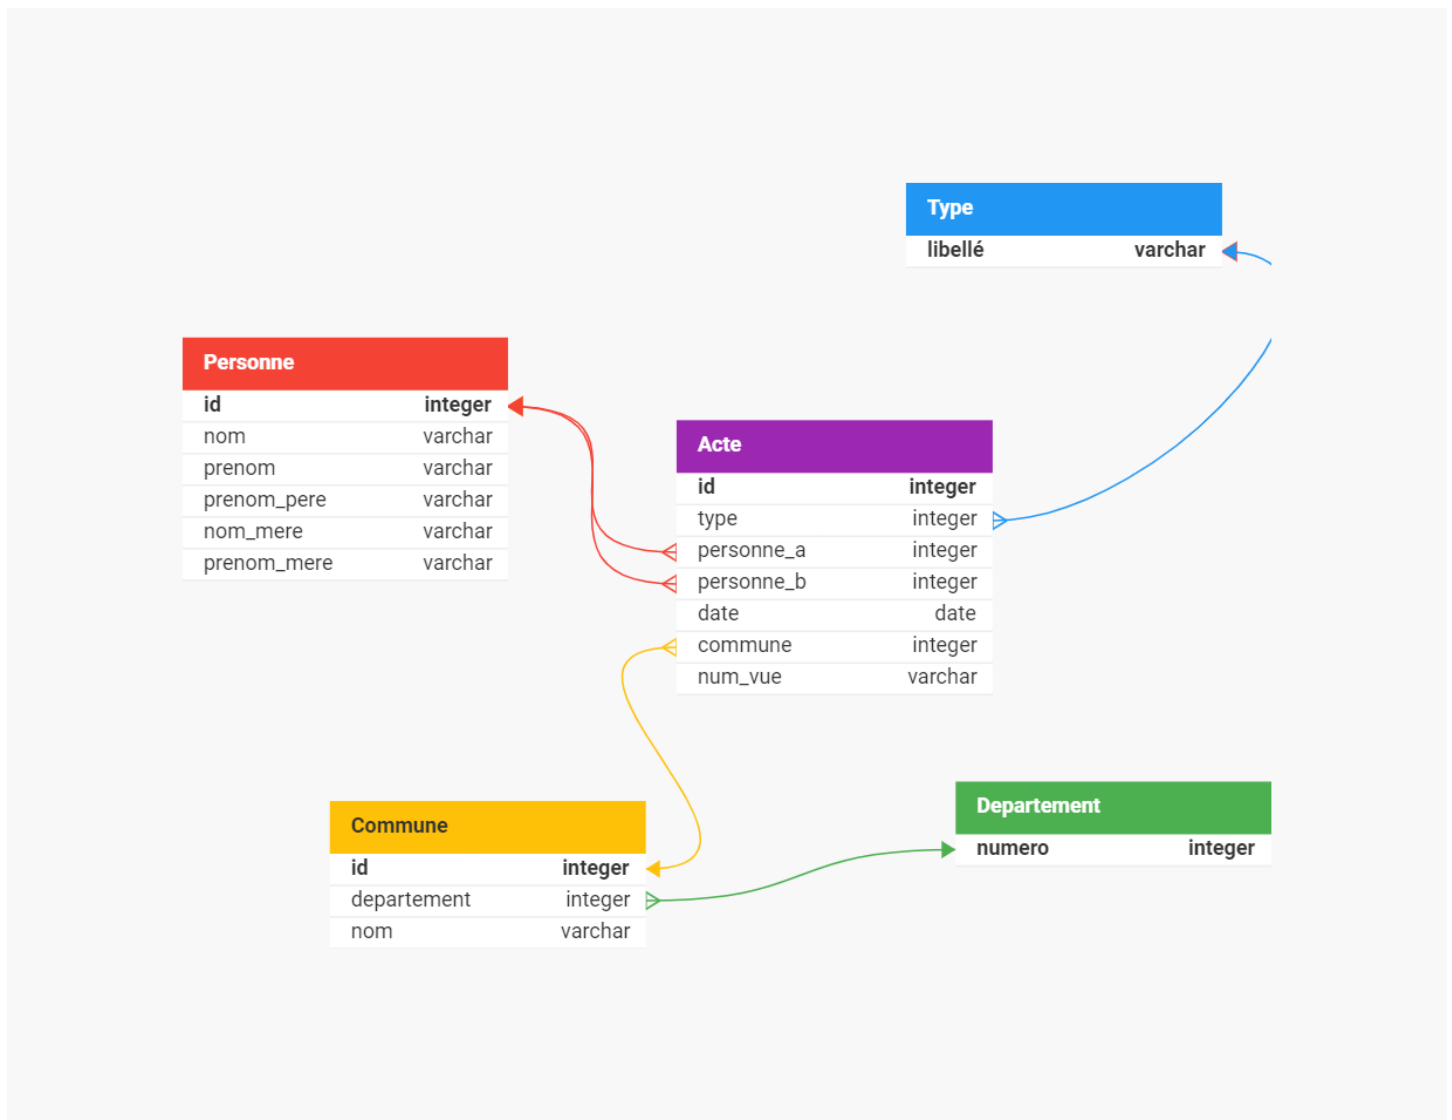 Type
libellé varchar
Personne
id integer
nom varchar
prenom varchar
prenom_pere varchar
nom_mere varchar
prenom_mere varchar
Acte
id integer
type integer
personne_a integer
personne_b integer
date date
commune integer
num_vue varchar
Commune
id integer
departement integer
nom varchar
Departement
numero integer